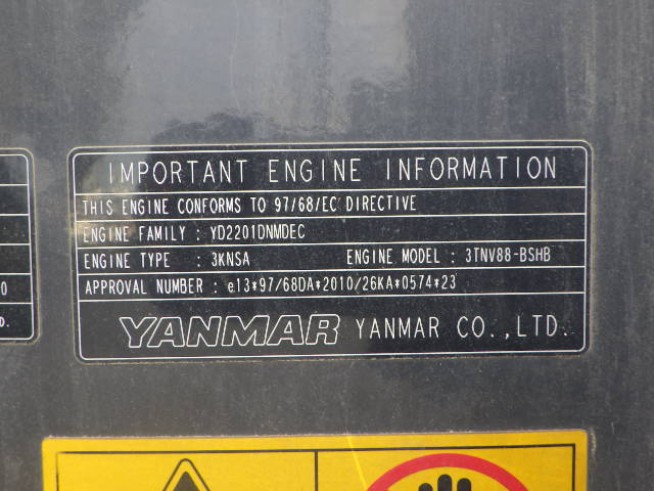 IMPORTANT ENGINE INFORMATION
THIS ENGINE CONFORMS TO 97/68/EC DIRECTIVE
ENGINE FAMILY : YD2201DNMDEC
ENGINE TYPE : 3KNSA ENGINE MODEL : 3TNV88-BSHB
APPROVAL NUMBER : e13*97/68DA*2010/26KA*0574*23
YANMAR YANMAR CO.,LTD.
0
D.